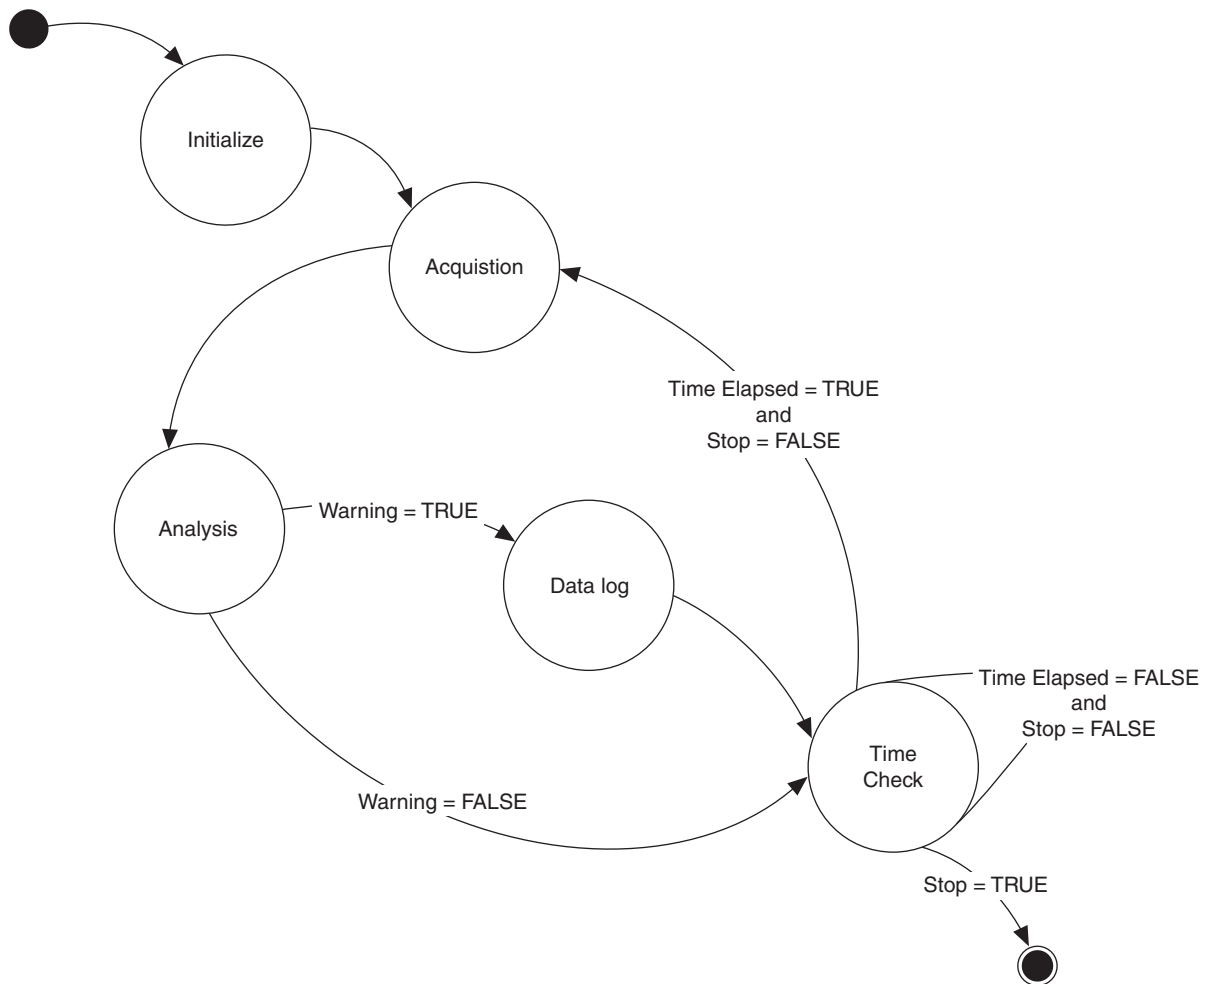 Initialize
Acquistion
Time Elapsed = TRUE
and
Stop = FALSE
Analysis
Warning = TRUE
Data log
Time Elapsed = FALSE
and
Stop = FALSE
Time
Check
Warning = FALSE
Stop = TRUE